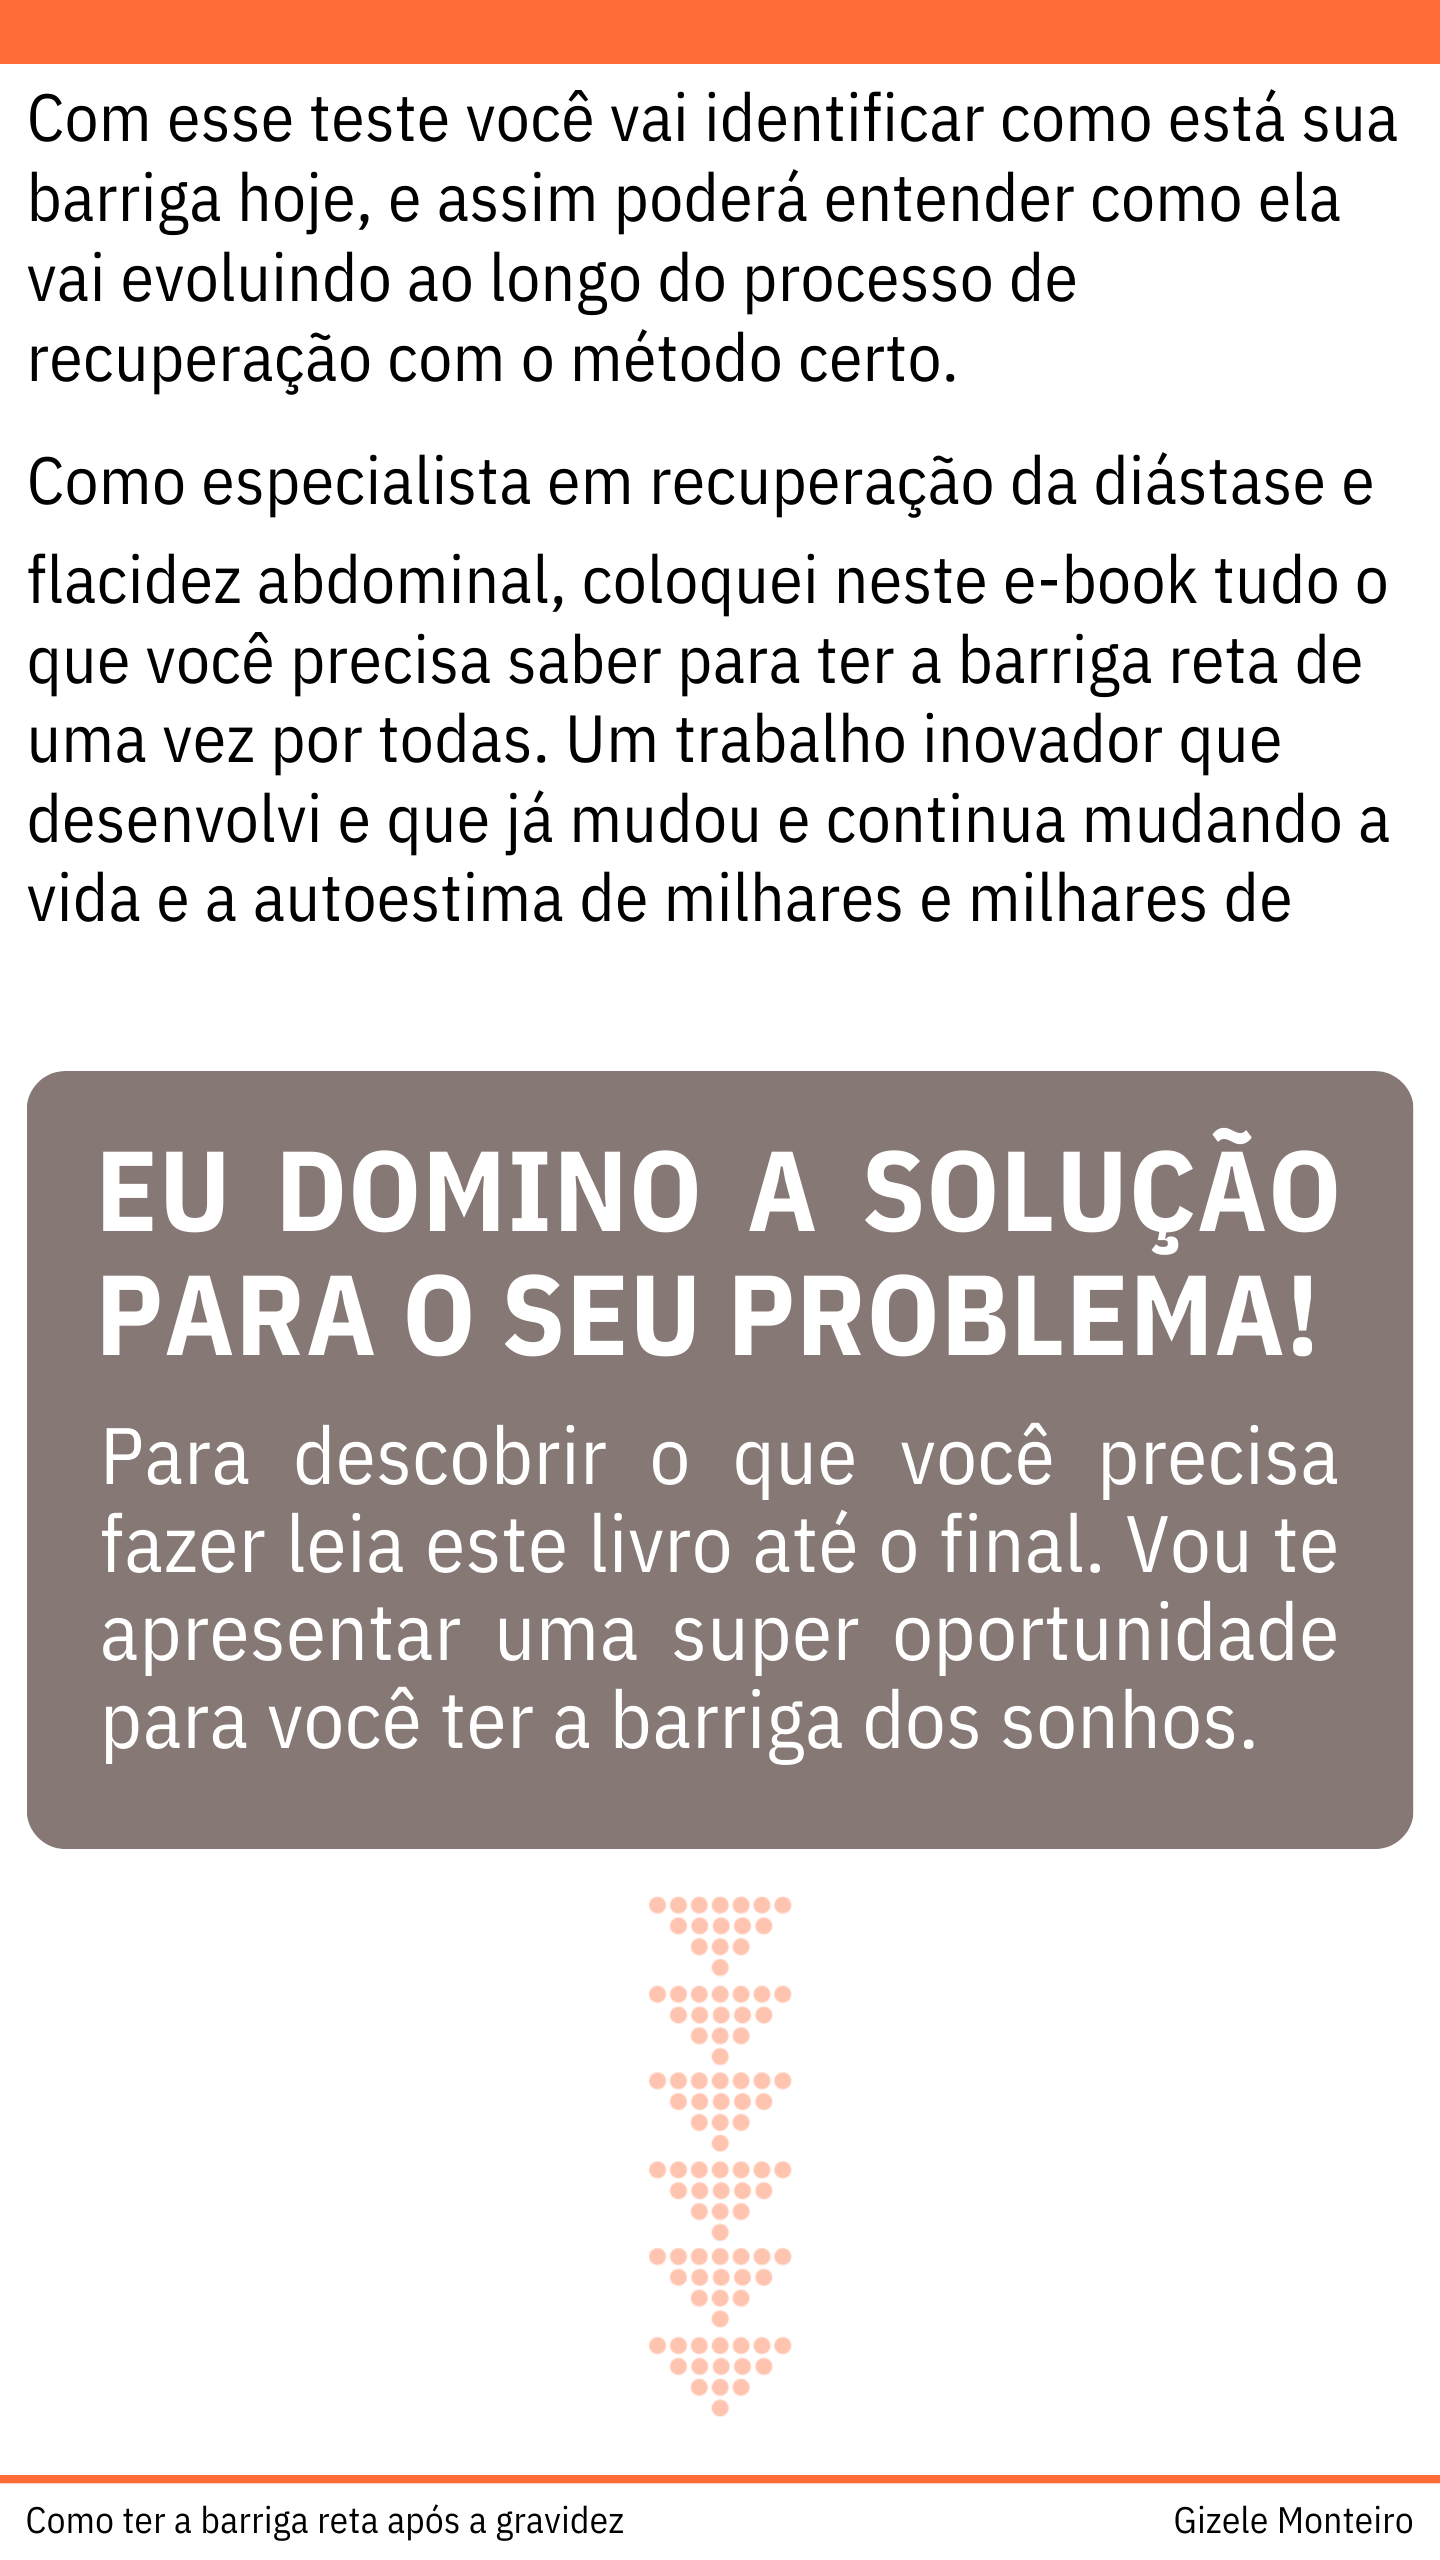 Com esse teste você vai identificar como está sua
barriga hoje, e assim poderá entender como ela
vai evoluindo ao longo do processo de
recuperação com o método certo.
Como especialista em recuperação da diástase e
flacidez abdominal, coloquei neste e-book tudo o
que você precisa saber para ter a barriga reta de
uma vez por todas. Um trabalho inovador que
desenvolvi e que já mudou e continua mudando a
vida e a autoestima de milhares e milhares de
EU DOMINO A SOLUÇÃO
PARA O SEU PROBLEMA!
Para descobrir o que você precisa
fazer leia este livro até o final. Vou te
apresentar uma super oportunidade
para você ter a barriga dos sonhos.
Como ter a barriga reta após a gravidez
Gizele Monteiro